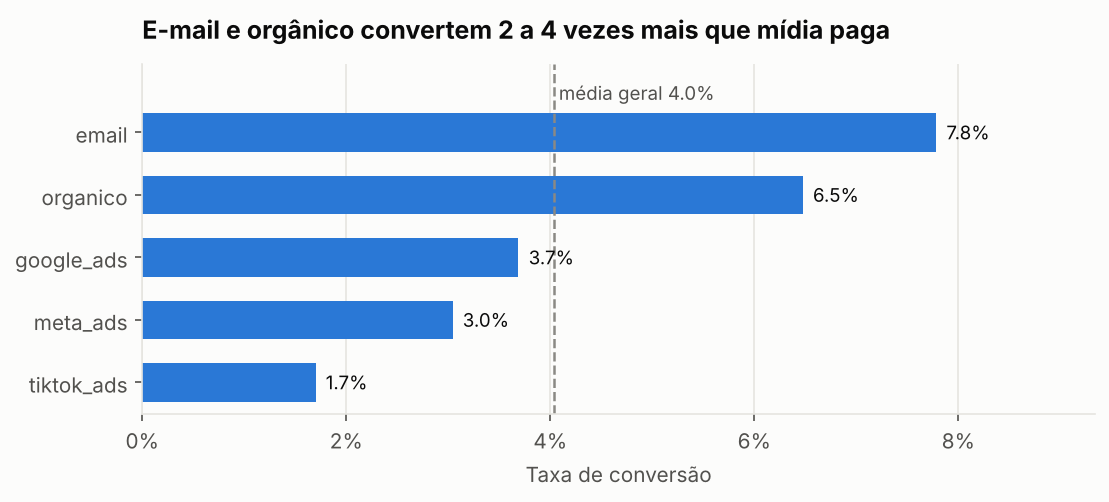 E-mail e orgânico convertem 2 a 4 vezes mais que mídia paga
média geral 4.0%
email 7.8%
organico 6.5%
google_ads 3.7%
meta_ads 3.0%
tiktok_ads 1.7%
0% 2% 4% 6% 8%
Taxa de conversão